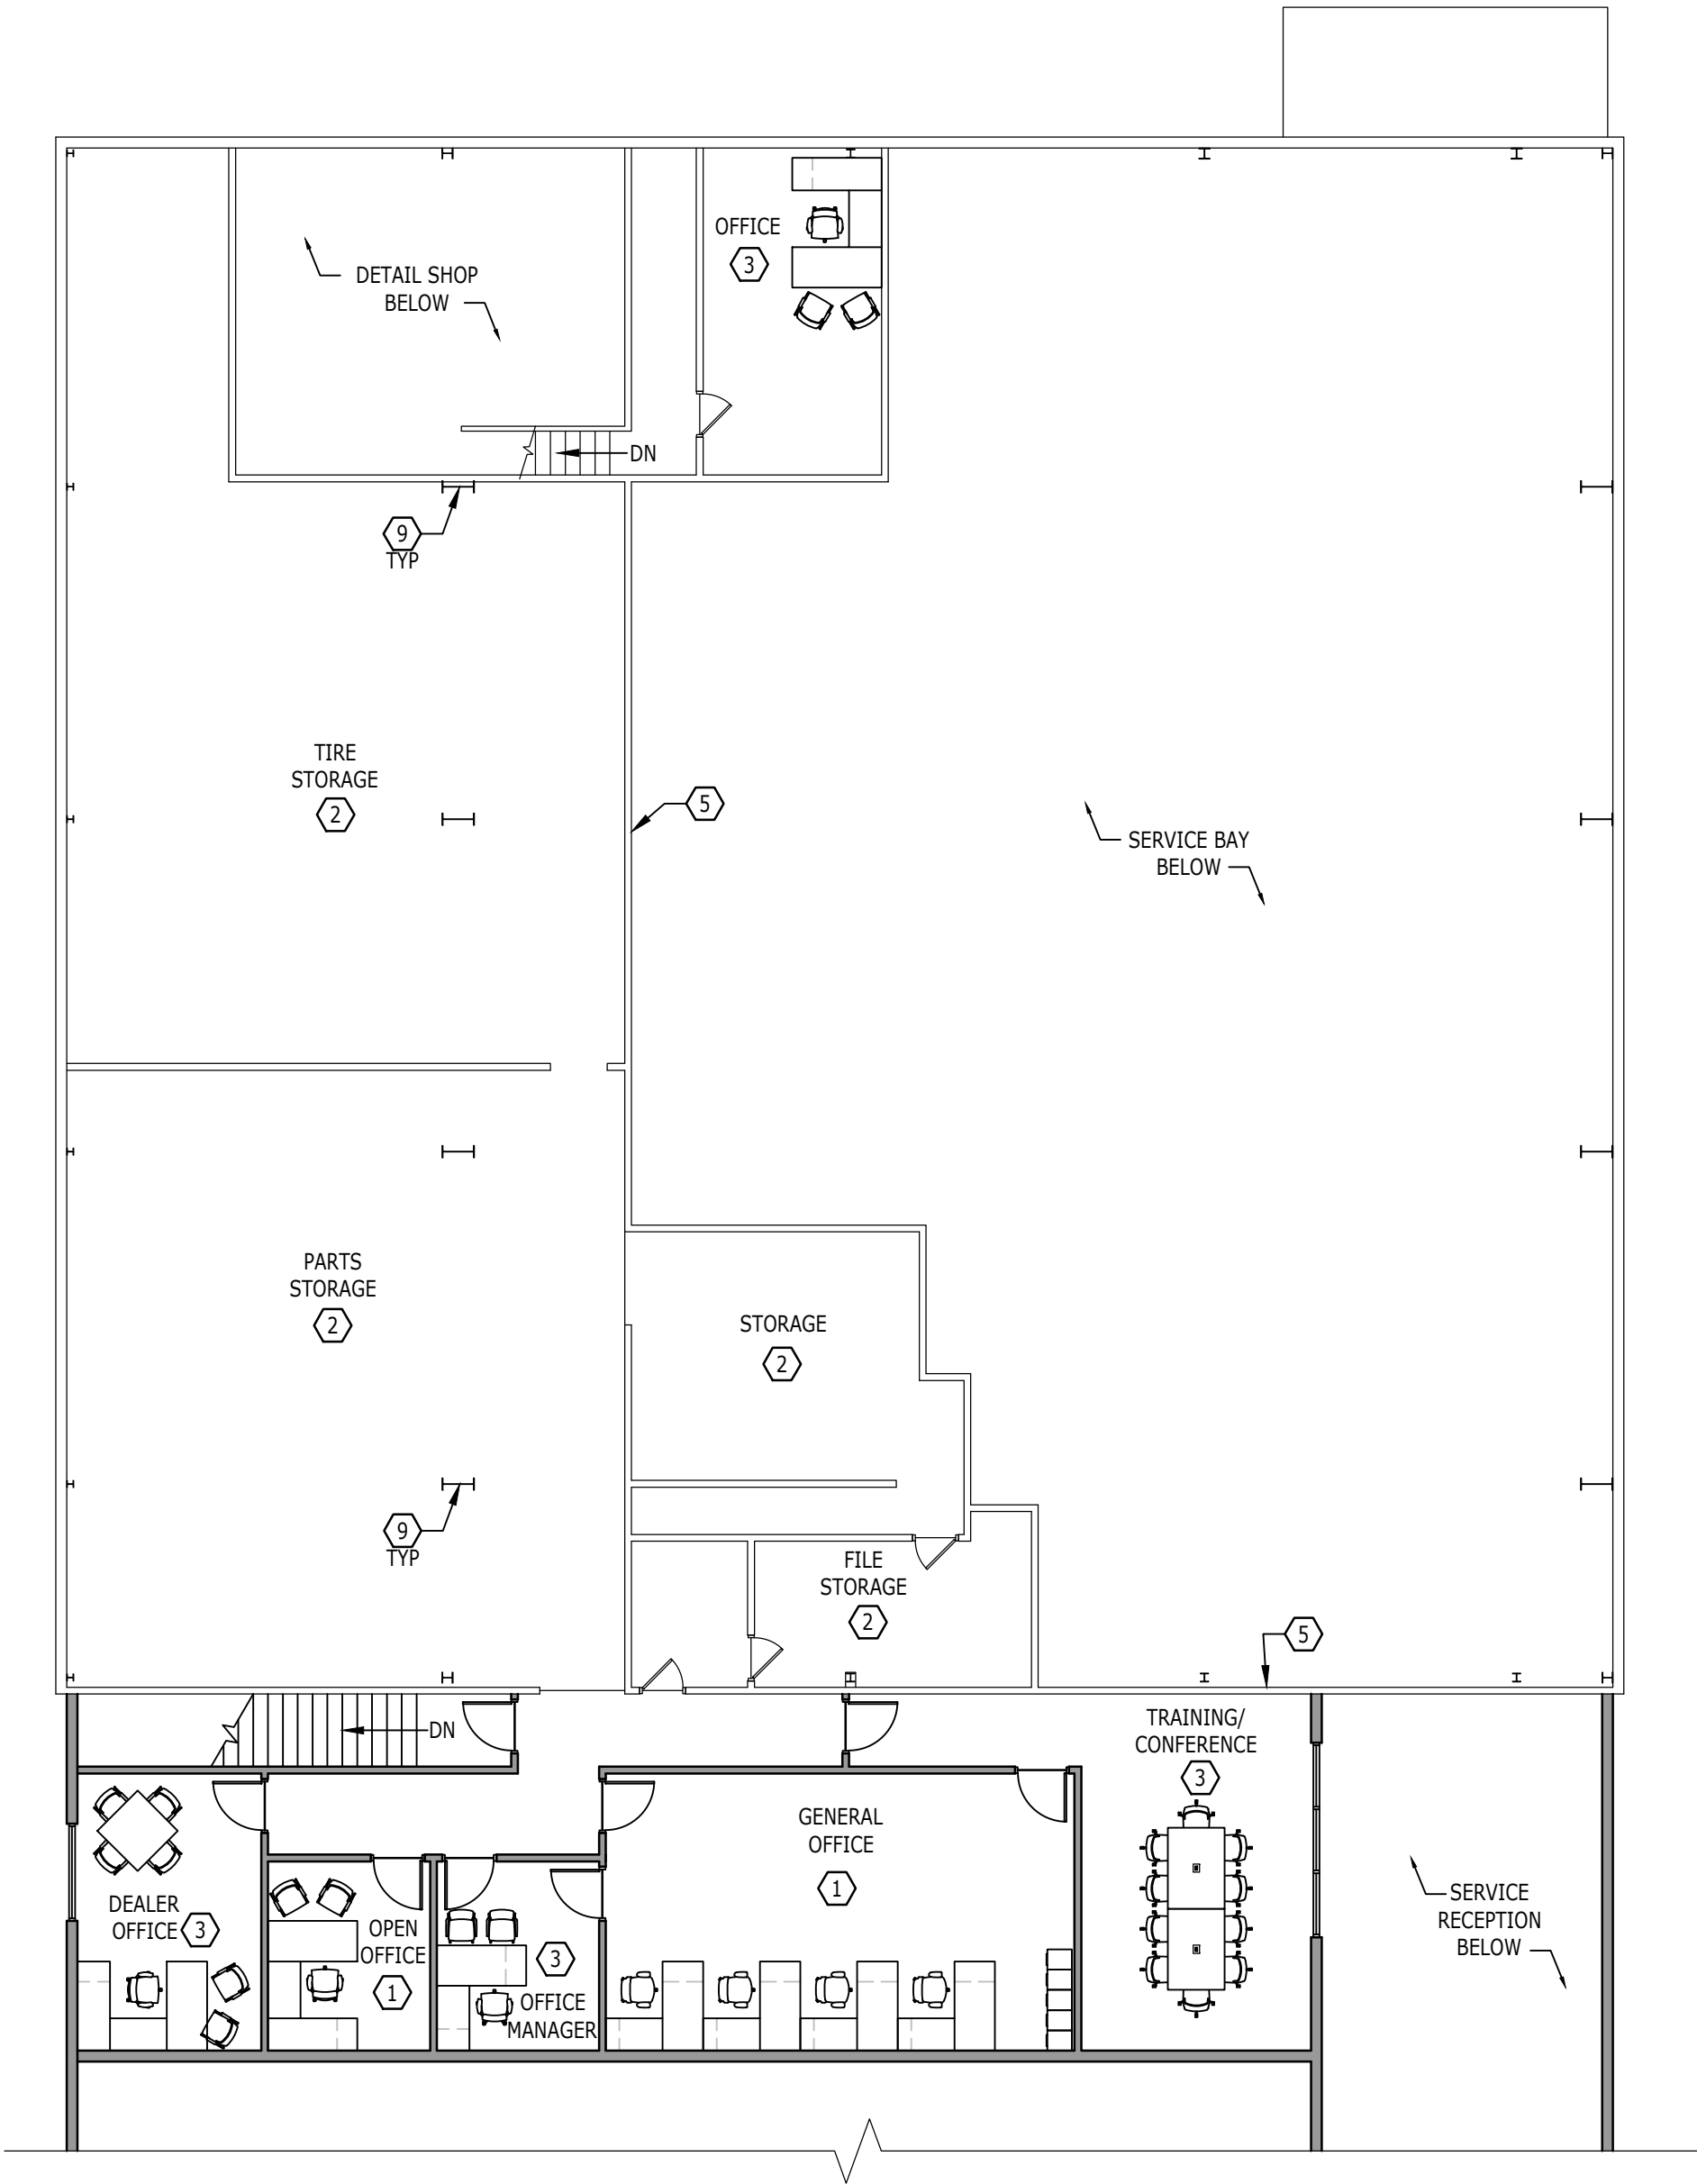 OFFICE
3
DETAIL SHOP
BELOW
DN
9
TYP
TIRE
STORAGE
2
5
SERVICE BAY
BELOW
PARTS
STORAGE
2
STORAGE
2
9
TYP
FILE
STORAGE
2
5
DN
TRAINING/
CONFERENCE
3
GENERAL
OFFICE
1
DEALER
OFFICE 3
OPEN
OFFICE
1
3
OFFICE
MANAGER
SERVICE
RECEPTION
BELOW